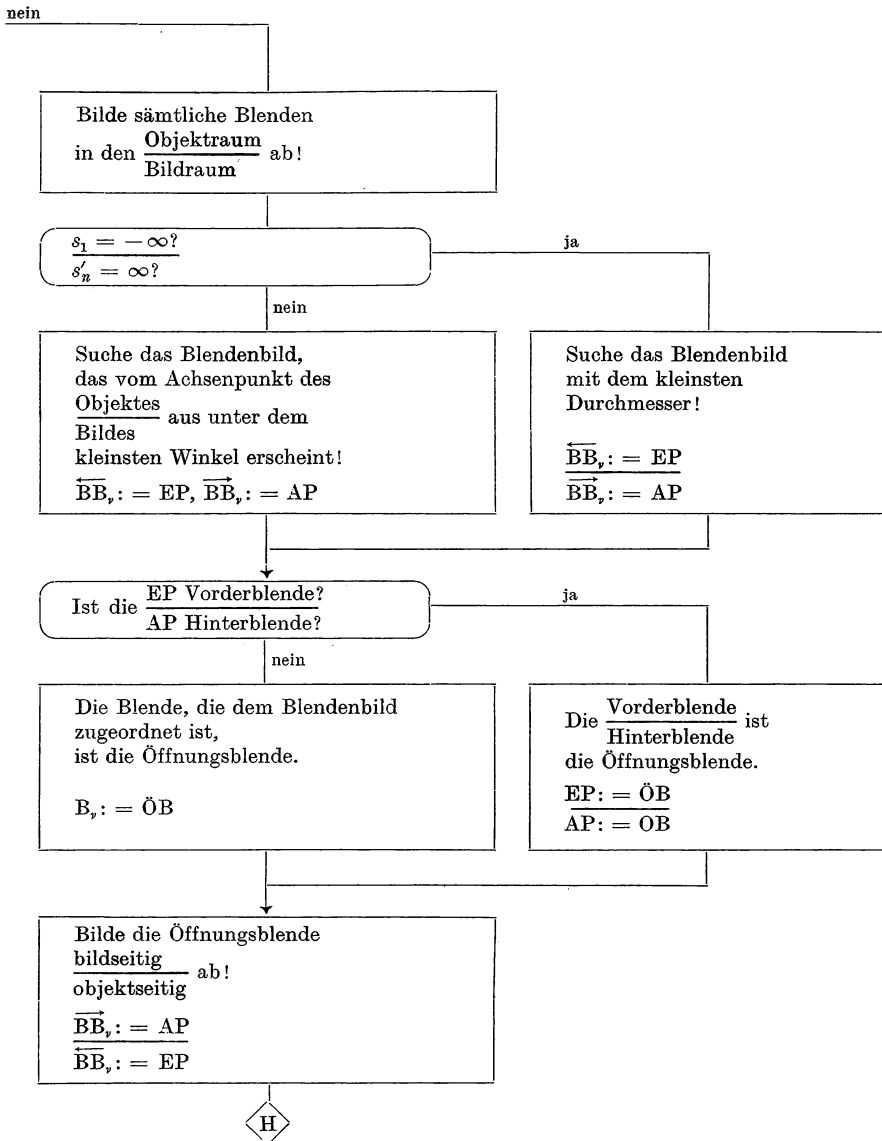 nein
Bilde sämtliche Blenden
in den Objektraum/Bildraum ab!
s₁ = −∞?
s′ₙ = ∞?
ja
nein
Suche das Blendenbild,
das vom Achsenpunkt des
Objektes/Bildes aus unter dem
kleinsten Winkel erscheint!
B͞B⃖ᵥ: = EP, B͞B⃗ᵥ: = AP
Suche das Blendenbild
mit dem kleinsten
Durchmesser!
B͞B⃖ᵥ: = EP
B͞B⃗ᵥ: = AP
Ist die EP Vorderblende?/AP Hinterblende?
ja
nein
Die Blende, die dem Blendenbild
zugeordnet ist,
ist die Öffnungsblende.
Bᵥ: = ÖB
Die Vorderblende/Hinterblende ist
die Öffnungsblende.
EP: = ÖB
AP: = OB
Bilde die Öffnungsblende
bildseitig/objektseitig ab!
B͞B⃗ᵥ: = AP
B͞B⃖ᵥ: = EP
H